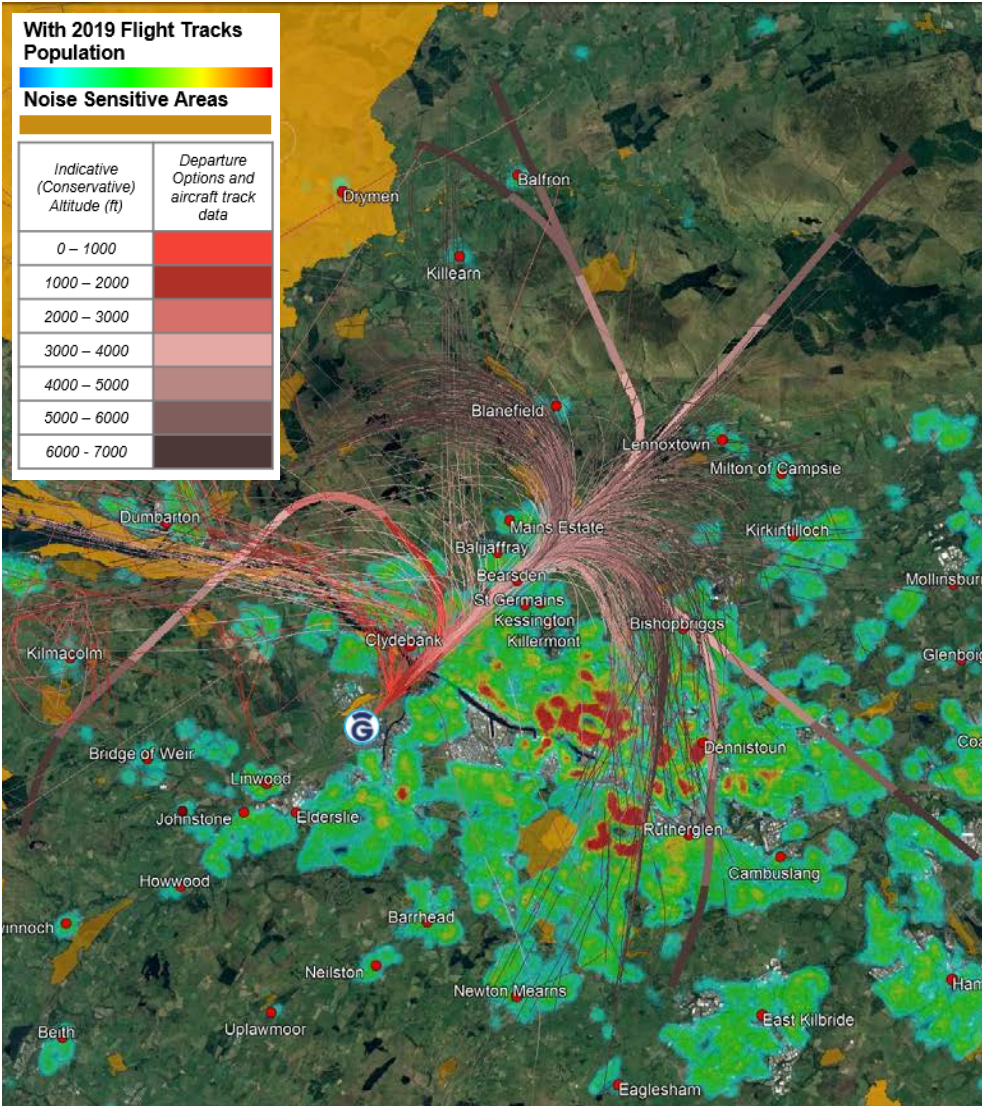 With 2019 Flight Tracks
Population
Noise Sensitive Areas
Indicative
(Conservative)
Altitude (ft)
Departure
Options and
aircraft track
data
0 – 1000
1000 – 2000
2000 – 3000
3000 – 4000
4000 – 5000
5000 – 6000
6000 - 7000
Balfron
Drymen
Killearn
Blanefield
Lennoxtown
Milton of Campsie
Dumbarton
Mains Estate
Kirkintilloch
Baljaffray
Bearsden
Mollinsburn
St Germains
Kessington
Bishopbriggs
Clydebank
Killermont
Kilmacolm
Glenboig
G
Dennistoun
Coa
Bridge of Weir
Linwood
Johnstone
Elderslie
Rutherglen
Cambuslang
Howwood
Barrhead
winnoch
Neilston
Newton Mearns
Ham
East Kilbride
Uplawmoor
Beith
Eaglesham